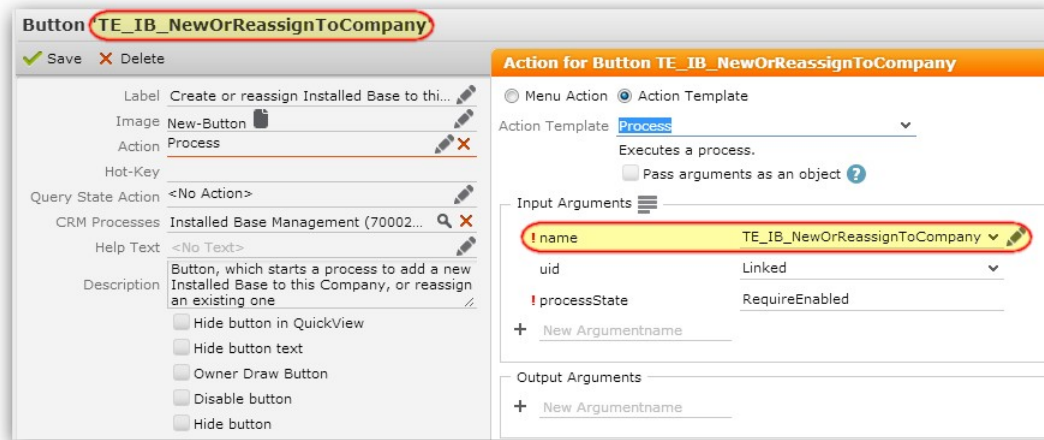 Button 'TE_IB_NewOrReassignToCompany'
Save Delete
Label Create or reassign Installed Base to thi...
Image New-Button
Action Process
Hot-Key
Query State Action <No Action>
CRM Processes Installed Base Management (70002...
Help Text <No Text>
Description Button, which starts a process to add a new
Installed Base to this Company, or reassign
an existing one
Hide button in QuickView
Hide button text
Owner Draw Button
Disable button
Hide button
Action for Button TE_IB_NewOrReassignToCompany
Menu Action Action Template
Action Template Process
Executes a process.
Pass arguments as an object ?
Input Arguments
! name TE_IB_NewOrReassignToCompany
uid Linked
! processState RequireEnabled
+ New Argumentname
Output Arguments
+ New Argumentname